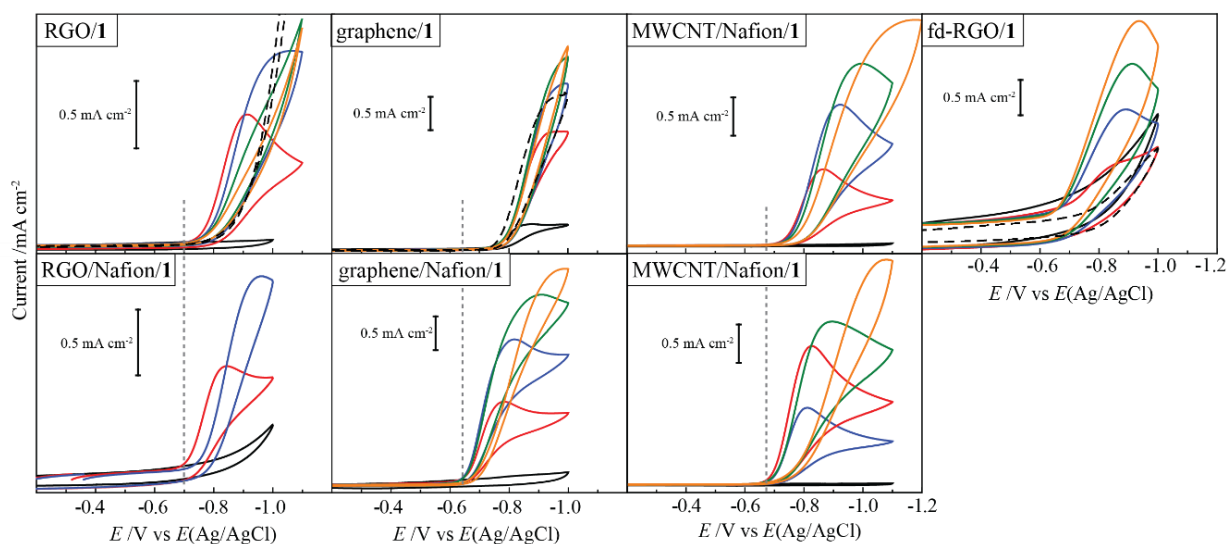 RGO/1
graphene/1
MWCNT/Nafion/1
fd-RGO/1
0.5 mA cm-2
0.5 mA cm-2
0.5 mA cm-2
0.5 mA cm-2
Current /mA cm-2
-0.4 -0.6 -0.8 -1.0 -1.2
E /V vs E(Ag/AgCl)
RGO/Nafion/1
graphene/Nafion/1
MWCNT/Nafion/1
0.5 mA cm-2
0.5 mA cm-2
0.5 mA cm-2
-0.4 -0.6 -0.8 -1.0
-0.4 -0.6 -0.8 -1.0
-0.4 -0.6 -0.8 -1.0 -1.2
E /V vs E(Ag/AgCl)
E /V vs E(Ag/AgCl)
E /V vs E(Ag/AgCl)